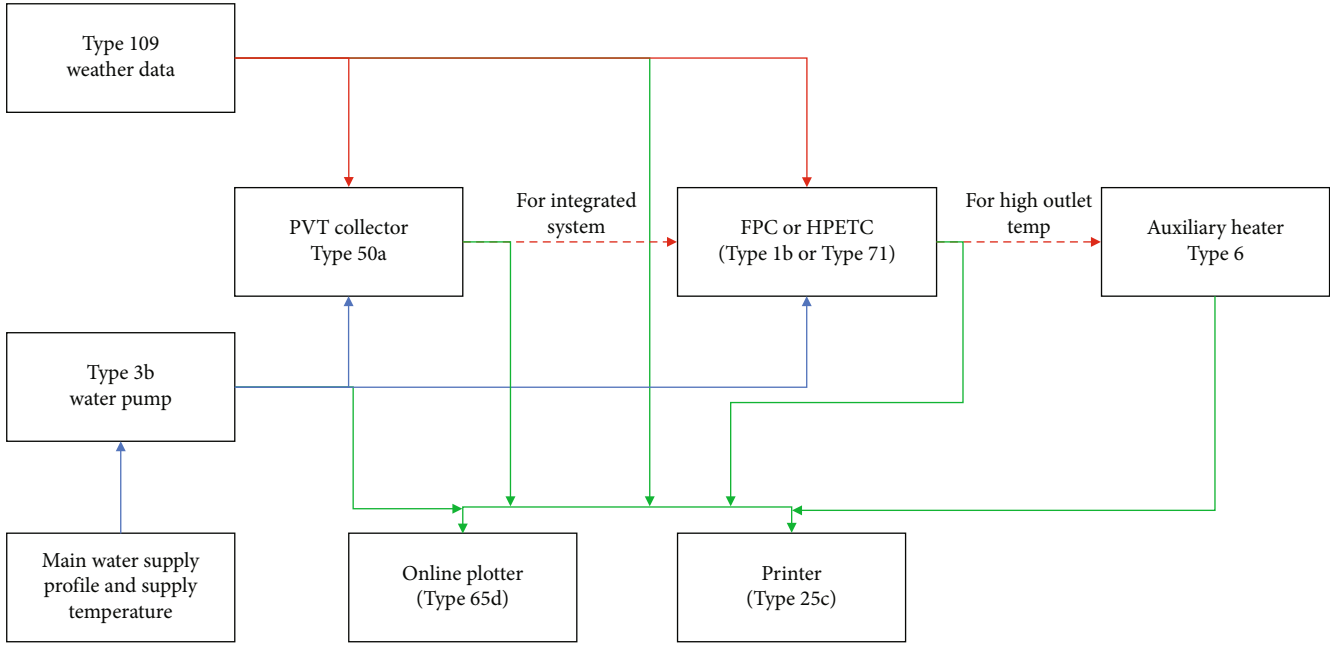 Type 109
weather data
For integrated
system
For high outlet
temp
PVT collector
Type 50a
FPC or HPETC
(Type 1b or Type 71)
Auxiliary heater
Type 6
Type 3b
water pump
Main water supply
profile and supply
temperature
Online plotter
(Type 65d)
Printer
(Type 25c)